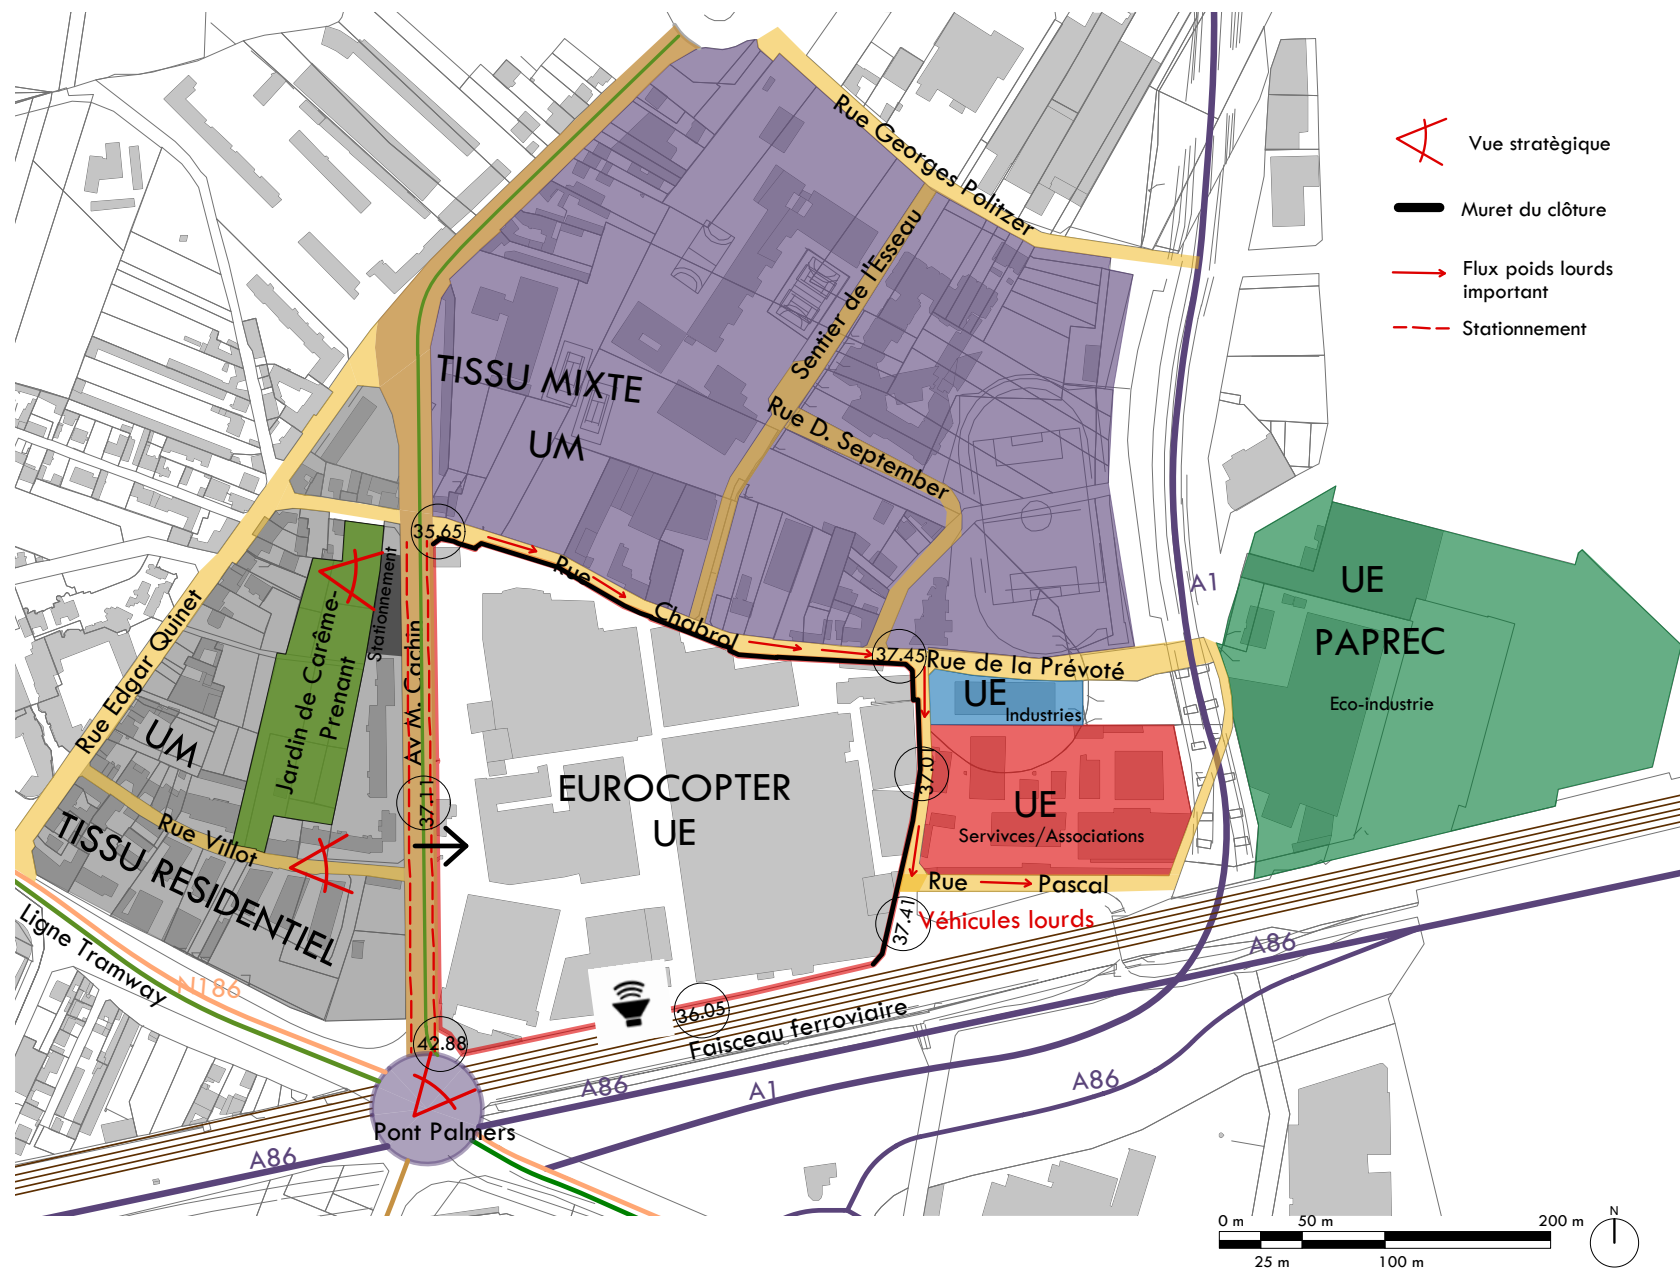 Rue Georges Politzer
Sentier de l'Esseau
TISSU MIXTE
UM
Rue D. September
Vue stratègique
Muret du clôture
Flux poids lourds
important
Stationnement
35.65
Rue
Chabrol
37.45
Rue de la Prévoté
A1
UE
PAPREC
Eco-industrie
UE
Industries
Rue Edgar Quinet
Jardin de Carême-
Prenant
Stationnement
Av M. Cachin
UM
37.11
37.01
EUROCOPTER
UE
UE
Servivces/Associations
Rue Villot
TISSU RESIDENTIEL
Rue
Pascal
37.41
Véhicules lourds
Ligne Tramway
N186
A86
36.05
Faisceau ferroviaire
42.88
A86
A1
A86
Pont Palmers
A86
0 m
50 m
200 m
25 m
100 m
N